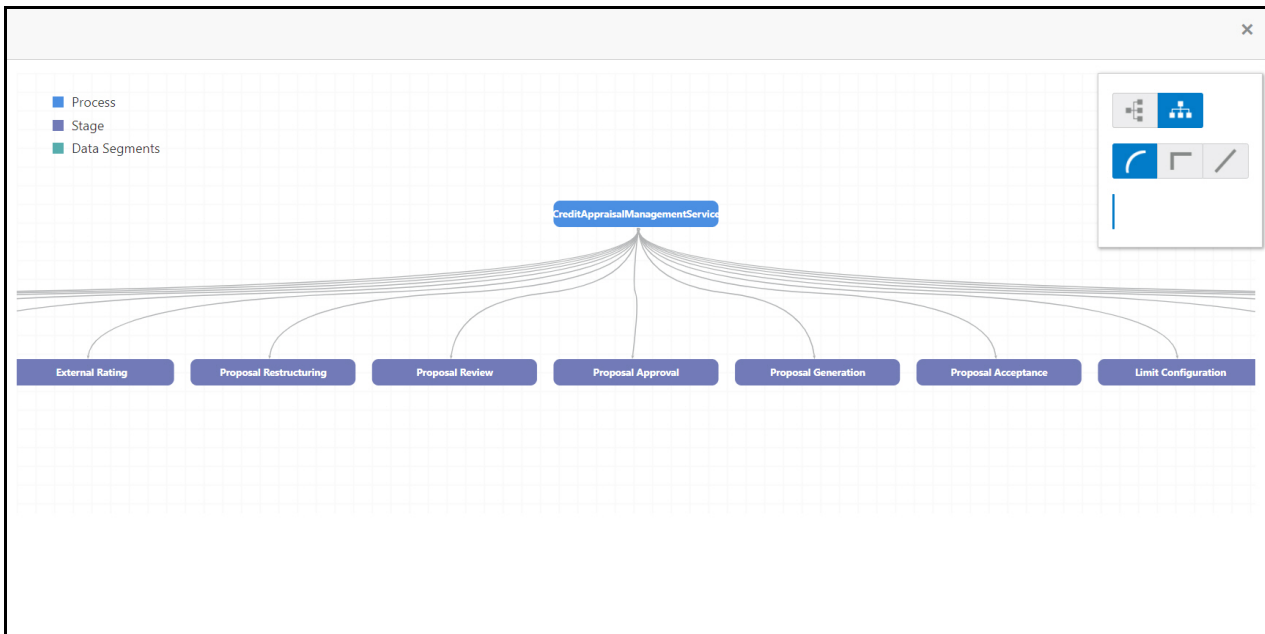 ×
Process
Stage
Data Segments
CreditAppraisalManagementService
External Rating
Proposal Restructuring
Proposal Review
Proposal Approval
Proposal Generation
Proposal Acceptance
Limit Configuration